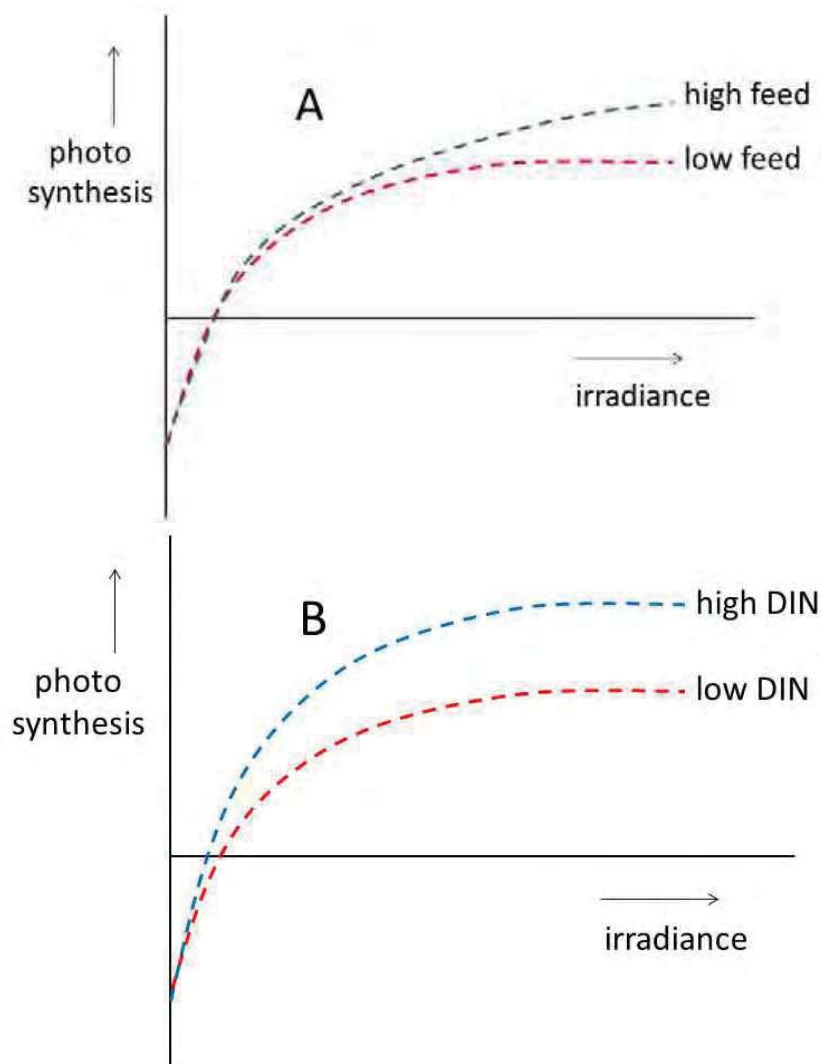 A
high feed
photo
synthesis
low feed
irradiance
B
high DIN
photo
synthesis
low DIN
irradiance